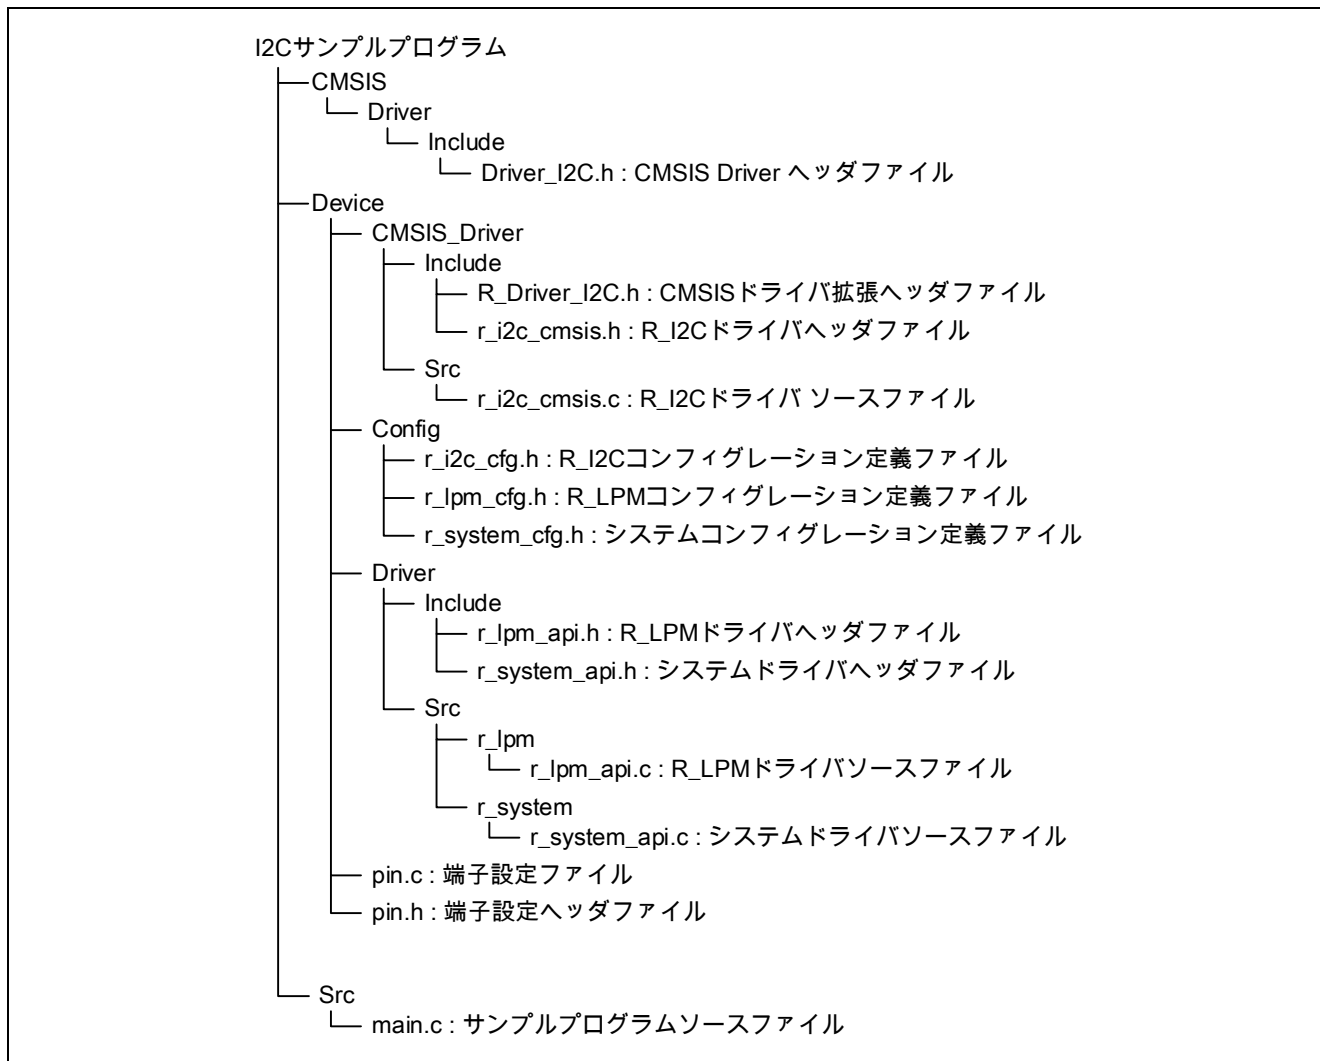 I2Cサンプルプログラム
CMSIS
Driver
Include
Driver_I2C.h : CMSIS Driver ヘッダファイル
Device
CMSIS_Driver
Include
R_Driver_I2C.h : CMSISドライバ拡張ヘッダファイル
r_i2c_cmsis.h : R_I2Cドライバヘッダファイル
Src
r_i2c_cmsis.c : R_I2Cドライバ ソースファイル
Config
r_i2c_cfg.h : R_I2Cコンフィグレーション定義ファイル
r_lpm_cfg.h : R_LPMコンフィグレーション定義ファイル
r_system_cfg.h : システムコンフィグレーション定義ファイル
Driver
Include
r_lpm_api.h : R_LPMドライバヘッダファイル
r_system_api.h : システムドライバヘッダファイル
Src
r_lpm
r_lpm_api.c : R_LPMドライバソースファイル
r_system
r_system_api.c : システムドライバソースファイル
pin.c : 端子設定ファイル
pin.h : 端子設定ヘッダファイル
Src
main.c : サンプルプログラムソースファイル